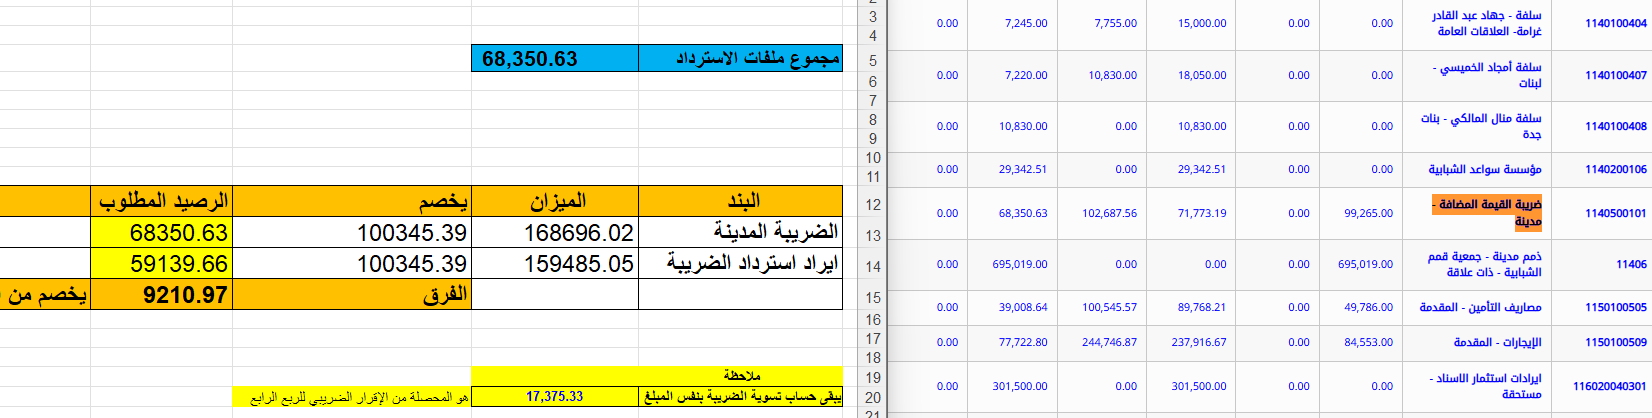 مجموع ملفات الاسترداد 68,350.63
البند الميزان يخصم الرصيد المطلوب
الضريبة المدينة 168696.02 100345.39 68350.63
ايراد استرداد الضريبة 159485.05 100345.39 59139.66
الفرق 9210.97 يخصم من
ملاحظة
يبقى حساب تسوية الضريبة بنفس المبلغ 17,375.33 هو المحصلة من الإقرار الضريبي للربع الرابع
3
4
5
6
7
8
9
10
11
12
13
14
15
16
17
18
19
20
1140100404 سلفة - جهاد عبد القادر 0.00 0.00 15,000.00 7,755.00 7,245.00 0.00
غرامة- العلاقات العامة
1140100407 سلفة أمجاد الخميسي - 0.00 0.00 18,050.00 10,830.00 7,220.00 0.00
لبنات
1140100408 سلفة منال المالكي - بنات 0.00 0.00 10,830.00 0.00 10,830.00 0.00
جدة
1140200106 مؤسسة سواعد الشبابية 0.00 0.00 29,342.51 0.00 29,342.51 0.00
1140500101 ضريبة القيمة المضافة - 99,265.00 0.00 71,773.19 102,687.56 68,350.63 0.00
مدينة
11406 ذمم مدينة - جمعية قمم 695,019.00 0.00 0.00 0.00 695,019.00 0.00
الشبابية - ذات علاقة
1150100505 مصاريف التأمين - المقدمة 49,786.00 0.00 89,768.21 100,545.57 39,008.64 0.00
1150100509 الإيجارات - المقدمة 84,553.00 0.00 237,916.67 244,746.87 77,722.80 0.00
116020040301 ايرادات استثمار الاسناد - 0.00 0.00 301,500.00 0.00 301,500.00 0.00
مستحقة